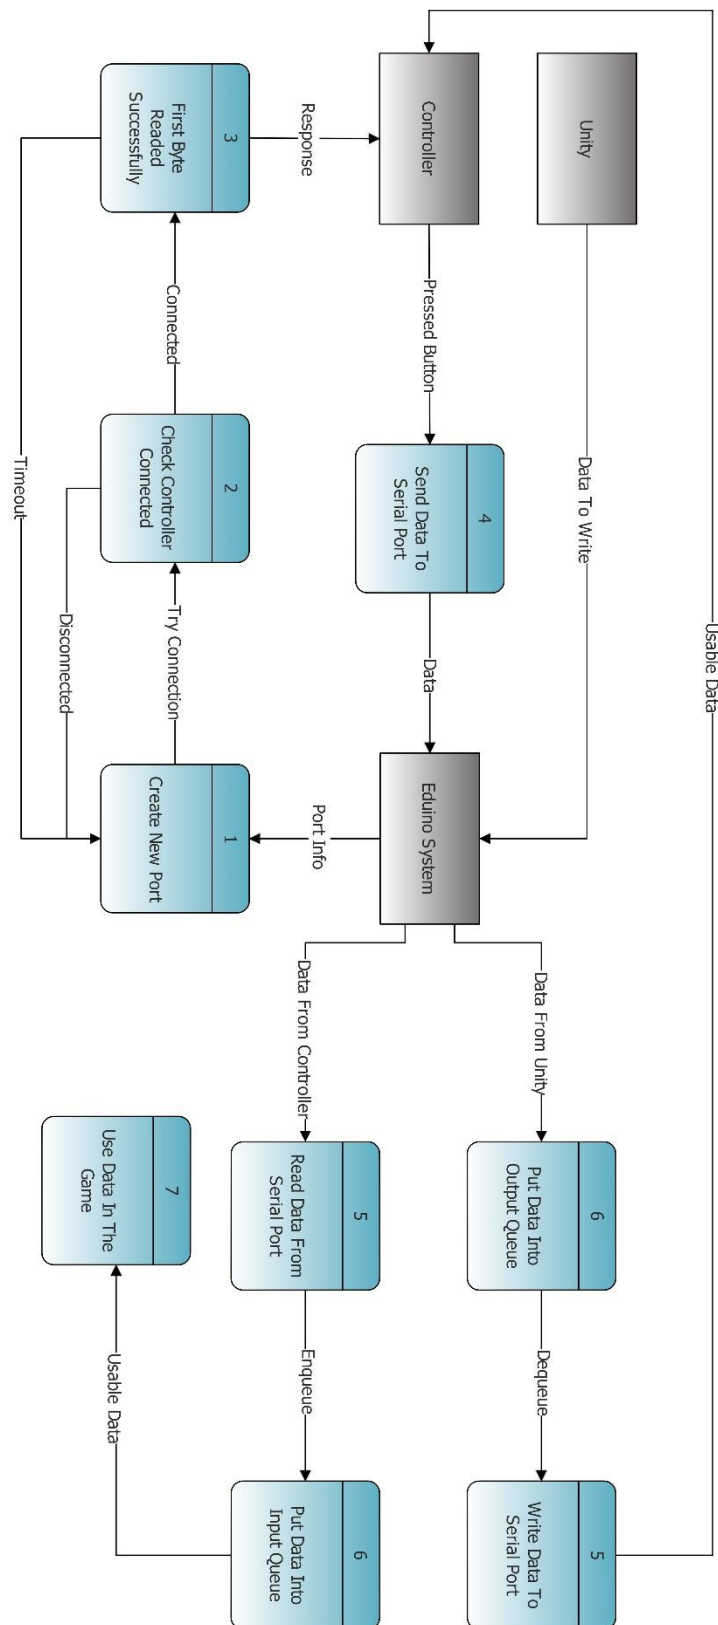 Usable Data
Unity
Data To Write
Controller
Pressed Button
4
Send Data To
Serial Port
Data
Eduino System
Response
Port Info
3
First Byte
Readed
Successfully
Connected
2
Check Controller
Connected
Try Connection
1
Create New Port
Disconnected
Timeout
Data From Unity
6
Put Data Into
Output Queue
Dequeue
5
Write Data To
Serial Port
Data From Controller
5
Read Data From
Serial Port
Enqueue
6
Put Data Into
Input Queue
7
Use Data In The
Game
Usable Data